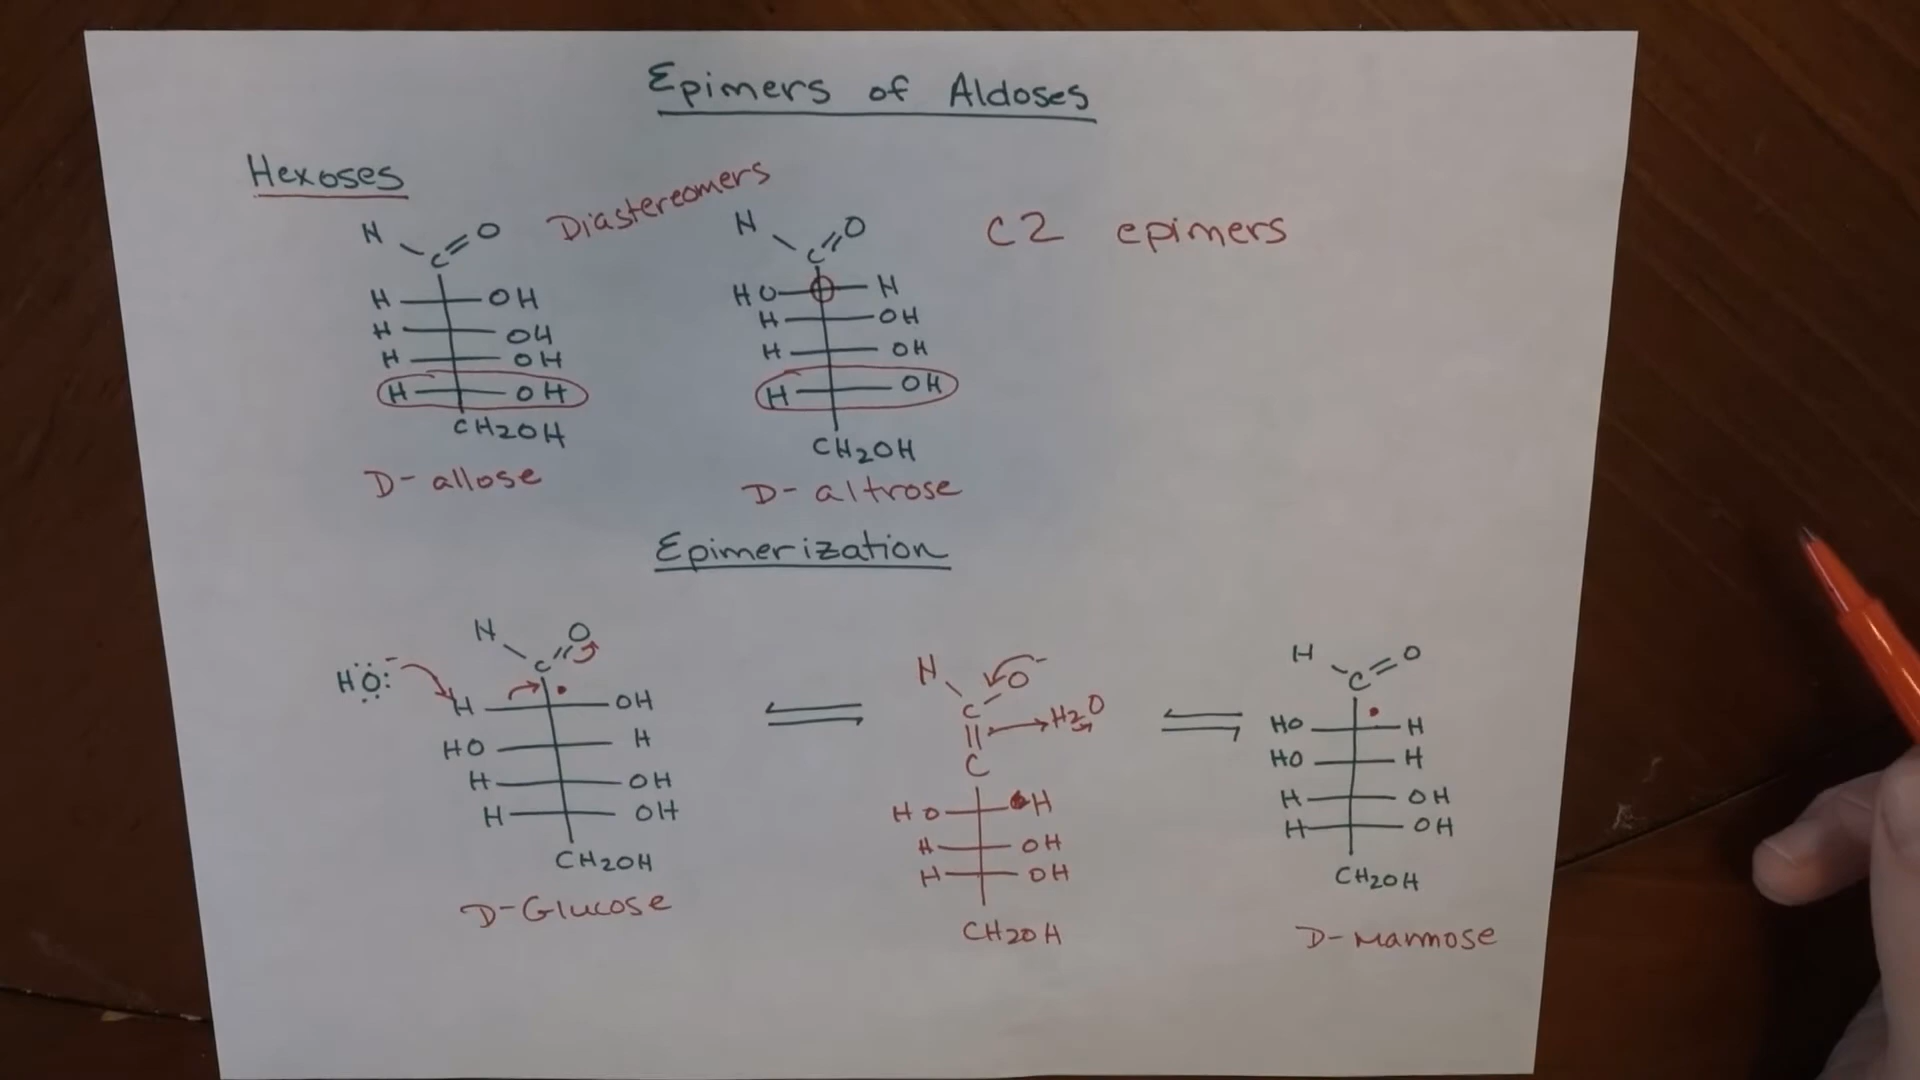 Epimers of Aldoses
Hexoses
Diastereomers
C2 epimers
H C O
H OH
H OH
H OH
H OH
CH2OH
D-allose
H C O
HO H
H OH
H OH
H OH
CH2OH
D-altrose
Epimerization
HO:-
H C O
H OH
HO H
H OH
H OH
CH2OH
D-Glucose
H C O-
H2O
C
HO H
H OH
H OH
CH2OH
H C O
HO H
HO H
H OH
H OH
CH2OH
D-Mannose